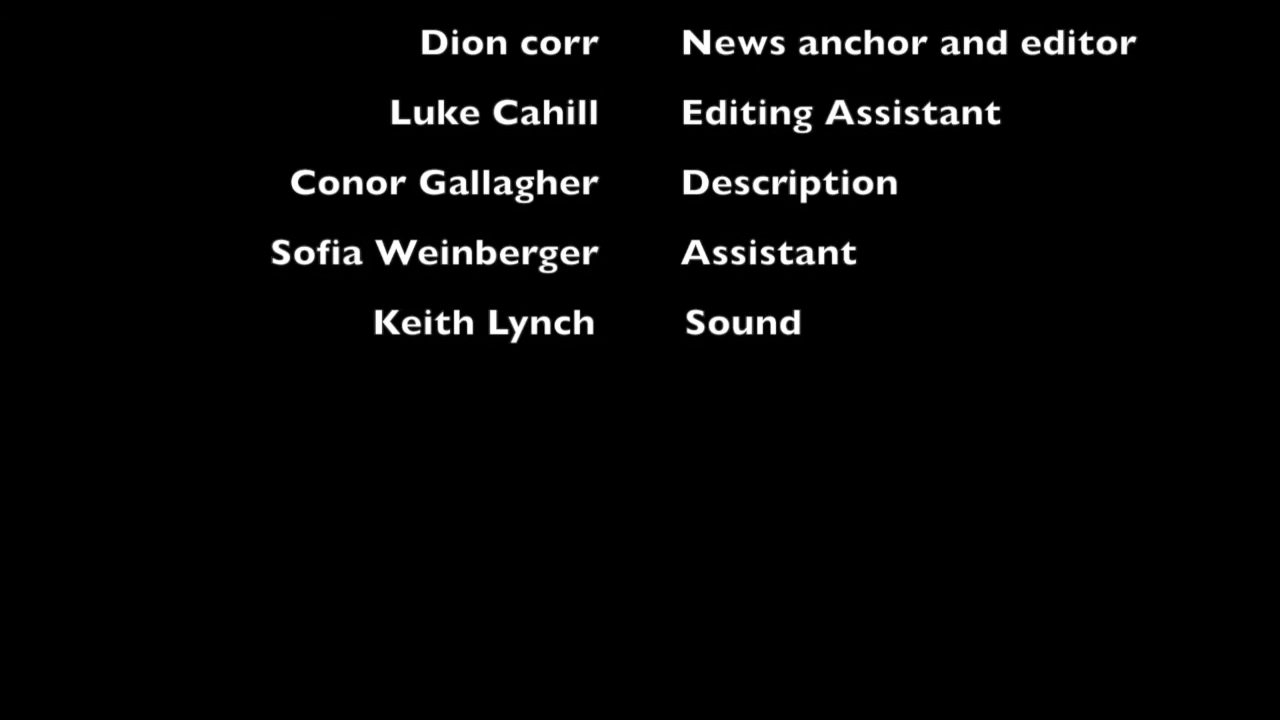 Dion corr News anchor and editor
Luke Cahill Editing Assistant
Conor Gallagher Description
Sofia Weinberger Assistant
Keith Lynch Sound